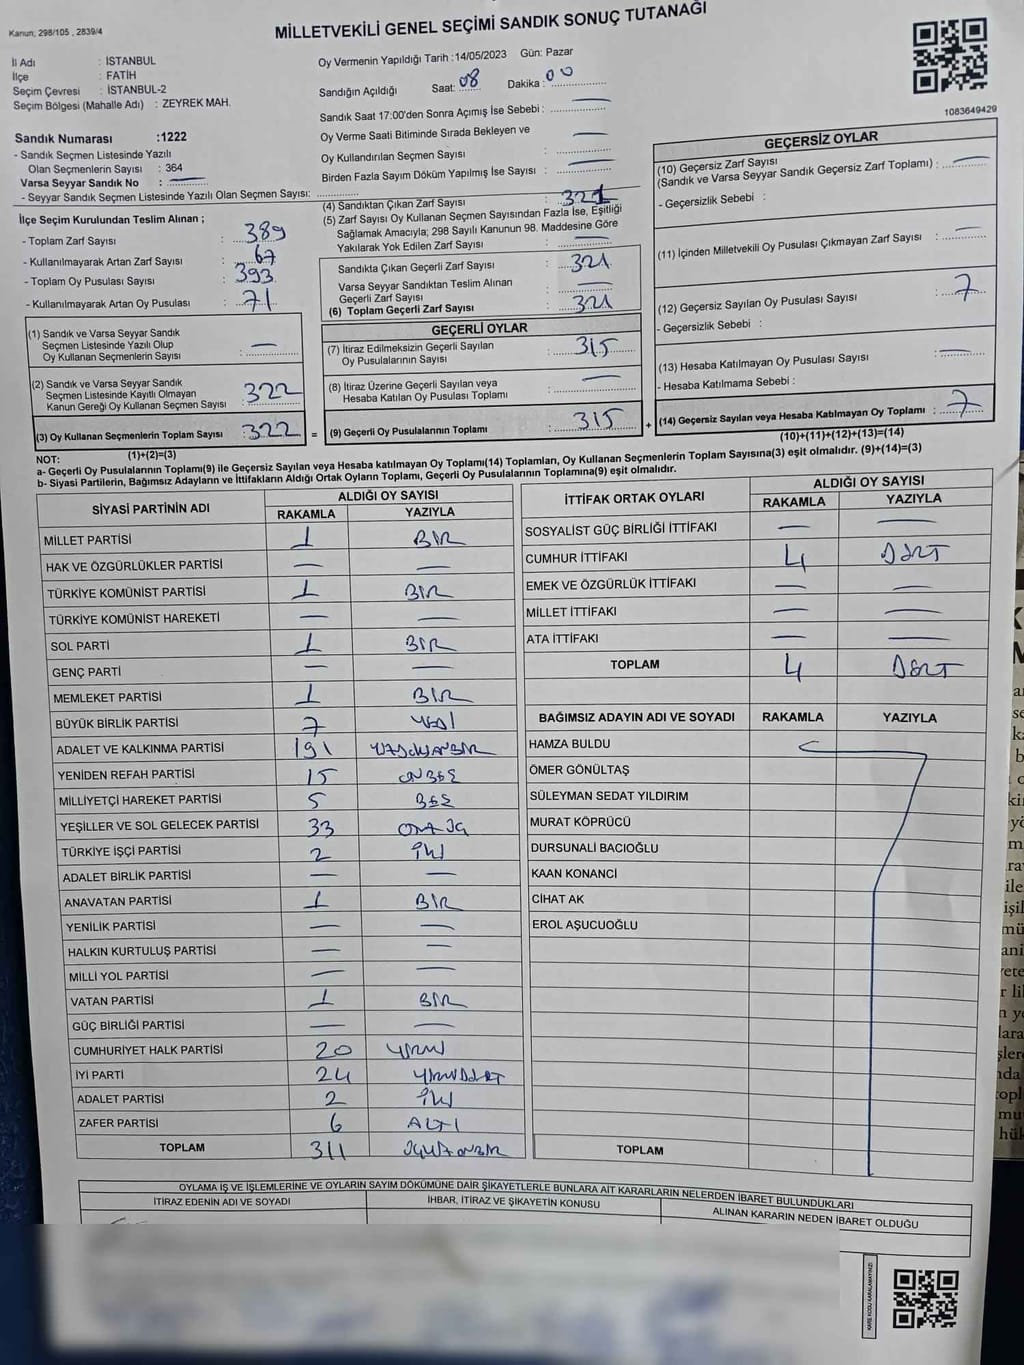 Kanun, 298/105 , 2839/4
MİLLETVEKİLİ GENEL SEÇİMİ SANDIK SONUÇ TUTANAĞI
İl Adı : İSTANBUL
İlçe : FATİH
Seçim Çevresi : İSTANBUL-2
Seçim Bölgesi (Mahalle Adı) : ZEYREK MAH.
Sandık Numarası :1222
- Sandık Seçmen Listesinde Yazılı
Olan Seçmenlerin Sayısı : 364
Varsa Seyyar Sandık No : —
- Seyyar Sandık Seçmen Listesinde Yazılı Olan Seçmen Sayısı:
Oy Vermenin Yapıldığı Tarih :14/05/2023 Gün: Pazar
Sandığın Açıldığı Saat: 08 Dakika : 00
Sandık Saat 17:00'den Sonra Açımış İse Sebebi : —
Oy Verme Saati Bitiminde Sırada Bekleyen ve
Oy Kullandırılan Seçmen Sayısı : —
Birden Fazla Sayım Döküm Yapılmış İse Sayısı : —
1083649429
İlçe Seçim Kurulundan Teslim Alınan ;
- Toplam Zarf Sayısı : 389
- Kullanılmayarak Artan Zarf Sayısı : 67
- Toplam Oy Pusulası Sayısı : 393
- Kullanılmayarak Artan Oy Pusulası : 71
(1) Sandık ve Varsa Seyyar Sandık
Seçmen Listesinde Yazılı Olup
Oy Kullanan Seçmenlerin Sayısı : —
(2) Sandık ve Varsa Seyyar Sandık
Seçmen Listesinde Kayıtlı Olmayan
Kanun Gereği Oy Kullanan Seçmen Sayısı : 322
(3) Oy Kullanan Seçmenlerin Toplam Sayısı : 322
(1)+(2)=(3)
(4) Sandıktan Çıkan Zarf Sayısı : 321
(5) Zarf Sayısı Oy Kullanan Seçmen Sayısından Fazla İse, Eşitliği
Sağlamak Amacıyla; 298 Sayılı Kanunun 98. Maddesine Göre
Yakılarak Yok Edilen Zarf Sayısı : —
Sandıkta Çıkan Geçerli Zarf Sayısı : 321
Varsa Seyyar Sandıktan Teslim Alınan
Geçerli Zarf Sayısı : —
(6) Toplam Geçerli Zarf Sayısı : 321
GEÇERLİ OYLAR
(7) İtiraz Edilmeksizin Geçerli Sayılan
Oy Pusulalarının Sayısı : 315
(8) İtiraz Üzerine Geçerli Sayılan veya
Hesaba Katılan Oy Pusulası Toplamı : —
= (9) Geçerli Oy Pusulalarının Toplamı : 315
GEÇERSİZ OYLAR
(10) Geçersiz Zarf Sayısı
(Sandık ve Varsa Seyyar Sandık Geçersiz Zarf Toplamı) : —
- Geçersizlik Sebebi :
(11) İçinden Milletvekili Oy Pusulası Çıkmayan Zarf Sayısı : —
(12) Geçersiz Sayılan Oy Pusulası Sayısı : 7
- Geçersizlik Sebebi :
(13) Hesaba Katılmayan Oy Pusulası Sayısı : —
- Hesaba Katılmama Sebebi :
+ (14) Geçersiz Sayılan veya Hesaba Katılmayan Oy Toplamı : 7
(10)+(11)+(12)+(13)=(14)
NOT:
a- Geçerli Oy Pusulalarının Toplamı(9) ile Geçersiz Sayılan veya Hesaba katılmayan Oy Toplamı(14) Toplamları, Oy Kullanan Seçmenlerin Toplam Sayısına(3) eşit olmalıdır. (9)+(14)=(3)
b- Siyasi Partilerin, Bağımsız Adayların ve İttifakların Aldığı Ortak Oyların Toplamı, Geçerli Oy Pusulalarının Toplamına(9) eşit olmalıdır.
SİYASİ PARTİNİN ADI ALDIĞI OY SAYISI
RAKAMLA YAZIYLA
MİLLET PARTİSİ 1 BİR
HAK VE ÖZGÜRLÜKLER PARTİSİ — —
TÜRKİYE KOMÜNİST PARTİSİ 1 BİR
TÜRKİYE KOMÜNİST HAREKETİ — —
SOL PARTİ 1 BİR
GENÇ PARTİ — —
MEMLEKET PARTİSİ 1 BİR
BÜYÜK BİRLİK PARTİSİ 7 YEDİ
ADALET VE KALKINMA PARTİSİ 191 YÜZDOKSANBİR
YENİDEN REFAH PARTİSİ 15 ONBEŞ
MİLLİYETÇİ HAREKET PARTİSİ 5 BEŞ
YEŞİLLER VE SOL GELECEK PARTİSİ 33 OTUZ ÜÇ
TÜRKİYE İŞÇİ PARTİSİ 2 İKİ
ADALET BİRLİK PARTİSİ — —
ANAVATAN PARTİSİ 1 BİR
YENİLİK PARTİSİ — —
HALKIN KURTULUŞ PARTİSİ — —
MİLLİ YOL PARTİSİ — —
VATAN PARTİSİ 1 BİR
GÜÇ BİRLİĞİ PARTİSİ — —
CUMHURİYET HALK PARTİSİ 20 YİRMİ
İYİ PARTİ 24 YİRMİDÖRT
ADALET PARTİSİ 2 İKİ
ZAFER PARTİSİ 6 ALTI
TOPLAM 311 ÜÇYÜZONBİR
İTTİFAK ORTAK OYLARI ALDIĞI OY SAYISI
RAKAMLA YAZIYLA
SOSYALİST GÜÇ BİRLİĞİ İTTİFAKI — —
CUMHUR İTTİFAKI 4 DÖRT
EMEK VE ÖZGÜRLÜK İTTİFAKI — —
MİLLET İTTİFAKI — —
ATA İTTİFAKI — —
TOPLAM 4 DÖRT
BAĞIMSIZ ADAYIN ADI VE SOYADI RAKAMLA YAZIYLA
HAMZA BULDU
ÖMER GÖNÜLTAŞ
SÜLEYMAN SEDAT YILDIRIM
MURAT KÖPRÜCÜ
DURSUNALİ BACIOĞLU
KAAN KONANCİ
CİHAT AK
EROL AŞUCUOĞLU
TOPLAM
OYLAMA İŞ VE İŞLEMLERİNE VE OYLARIN SAYIM DÖKÜMÜNE DAİR ŞİKAYETLERLE BUNLARA AİT KARARLARIN NELERDEN İBARET BULUNDUKLARI
İTİRAZ EDENİN ADI VE SOYADI İHBAR, İTİRAZ VE ŞİKAYETİN KONUSU ALINAN KARARIN NEDEN İBARET OLDUĞU
KARE KODU KARALAMAYINIZ!